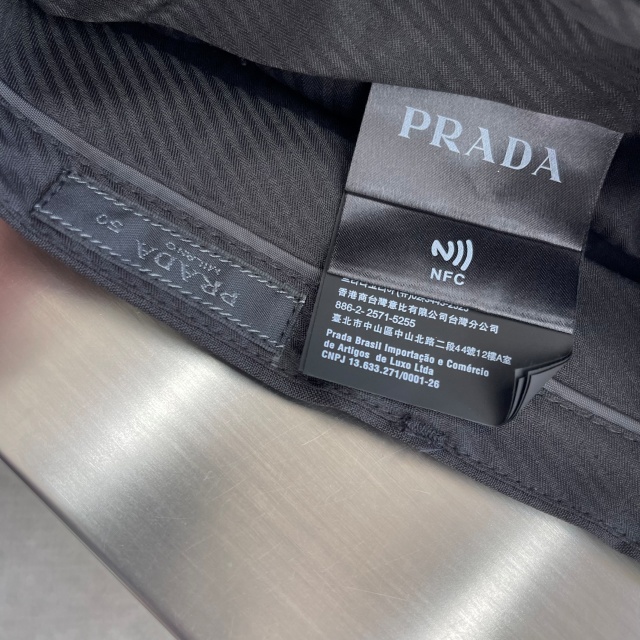 PRADA
NFC
香港商台灣普比有限公司台灣分公司
886-2-2571-5255
臺北市中山區中山北路二段44號12樓A室
Prada Brasil Importação e Comércio
de Artigos de Luxo Ltda
CNPJ 13.633.271/0001-26
PRADA
MILANO